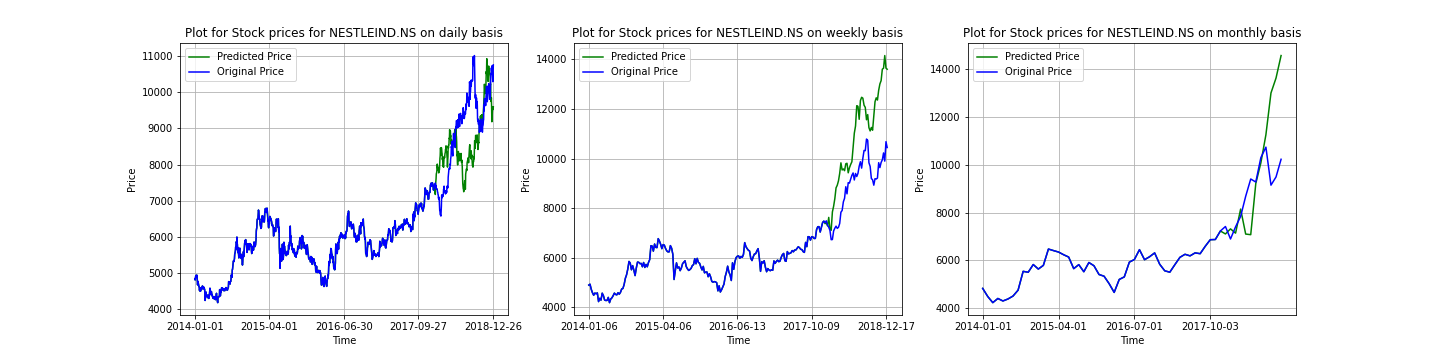 Plot for Stock prices for NESTLEIND.NS on daily basis
Predicted Price
Original Price
11000
10000
9000
8000
7000
6000
5000
4000
Price
2014-01-01 2015-04-01 2016-06-30 2017-09-27 2018-12-26
Time
Plot for Stock prices for NESTLEIND.NS on weekly basis
Predicted Price
Original Price
14000
12000
10000
8000
6000
4000
Price
2014-01-06 2015-04-06 2016-06-13 2017-10-09 2018-12-17
Time
Plot for Stock prices for NESTLEIND.NS on monthly basis
Predicted Price
Original Price
14000
12000
10000
8000
6000
4000
Price
2014-01-01 2015-04-01 2016-07-01 2017-10-03
Time